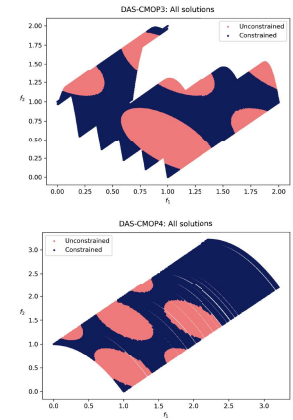 DAS-CMOP3: All solutions
2.00
1.75
1.50
1.25
1.00
0.75
0.50
0.25
0.00
f₂
Unconstrained
Constrained
0.00 0.25 0.50 0.75 1.00 1.25 1.50 1.75 2.00
f₁
DAS-CMOP4: All solutions
3.0
2.5
2.0
1.5
1.0
0.5
0.0
f₂
Unconstrained
Constrained
0.0 0.5 1.0 1.5 2.0 2.5 3.0
f₁